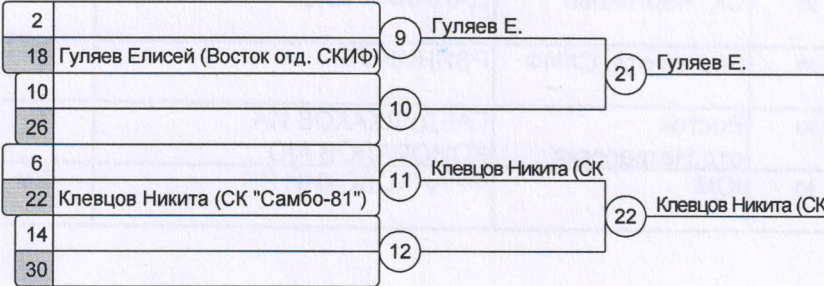 2
9
Гуляев Е.
18 Гуляев Елисей (Восток отд. СКИФ)
21
Гуляев Е.
10
10
26
6
11
Клевцов Никита (СК
22 Клевцов Никита (СК "Самбо-81")
22
Клевцов Никита (СК
14
12
30